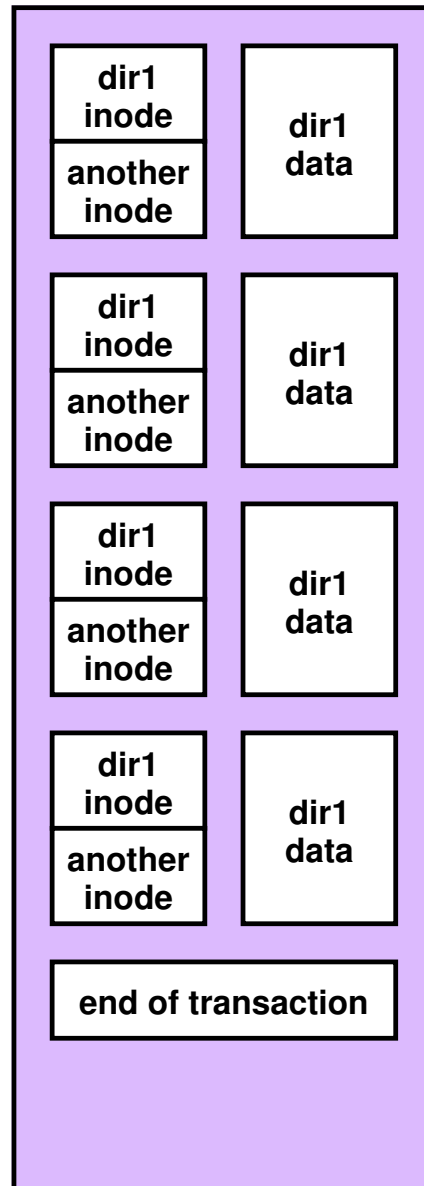 dir1
inode
another
inode
dir1
data
dir1
inode
another
inode
dir1
data
dir1
inode
another
inode
dir1
data
dir1
inode
another
inode
dir1
data
end of transaction